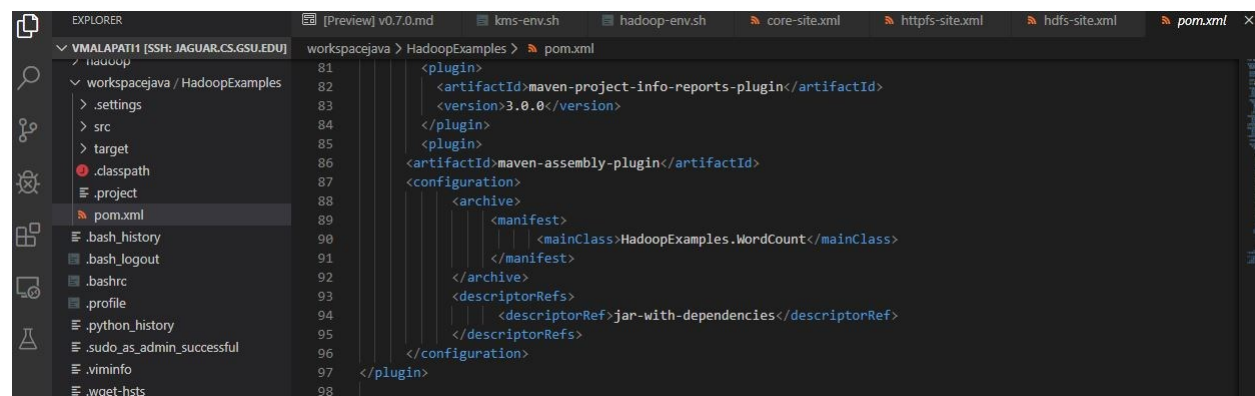 EXPLORER
[Preview] v0.7.0.md
kms-env.sh
hadoop-env.sh
core-site.xml
httpfs-site.xml
hdfs-site.xml
pom.xml
VMALAPATI1 [SSH: JAGUAR.CS.GSU.EDU]
workspacejava > HadoopExamples > pom.xml
hadoop
workspacejava / HadoopExamples
> .settings
> src
> target
.classpath
.project
pom.xml
.bash_history
.bash_logout
.bashrc
.profile
.python_history
.sudo_as_admin_successful
.viminfo
.wget-hsts
81 <plugin>
82 <artifactId>maven-project-info-reports-plugin</artifactId>
83 <version>3.0.0</version>
84 </plugin>
85 <plugin>
86 <artifactId>maven-assembly-plugin</artifactId>
87 <configuration>
88 <archive>
89 <manifest>
90 <mainClass>HadoopExamples.WordCount</mainClass>
91 </manifest>
92 </archive>
93 <descriptorRefs>
94 <descriptorRef>jar-with-dependencies</descriptorRef>
95 </descriptorRefs>
96 </configuration>
97 </plugin>
98